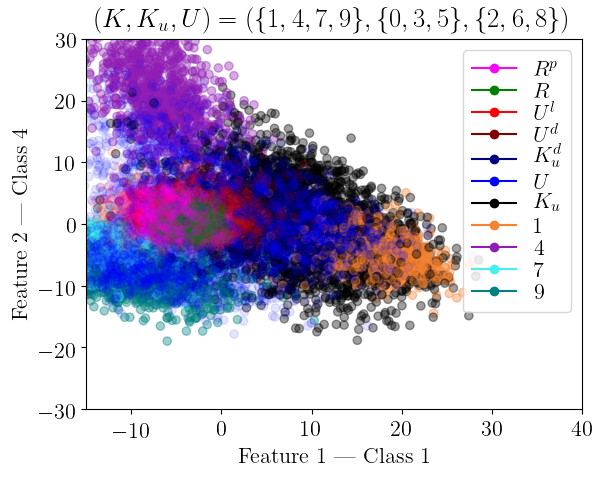 (K, K_u, U) = ({1, 4, 7, 9}, {0, 3, 5}, {2, 6, 8})
R^p
R
U^l
U^d
K_u^d
U
K_u
1
4
7
9
30
20
10
0
−10
−20
−30
Feature 2 — Class 4
−10
0
10
20
30
40
Feature 1 — Class 1